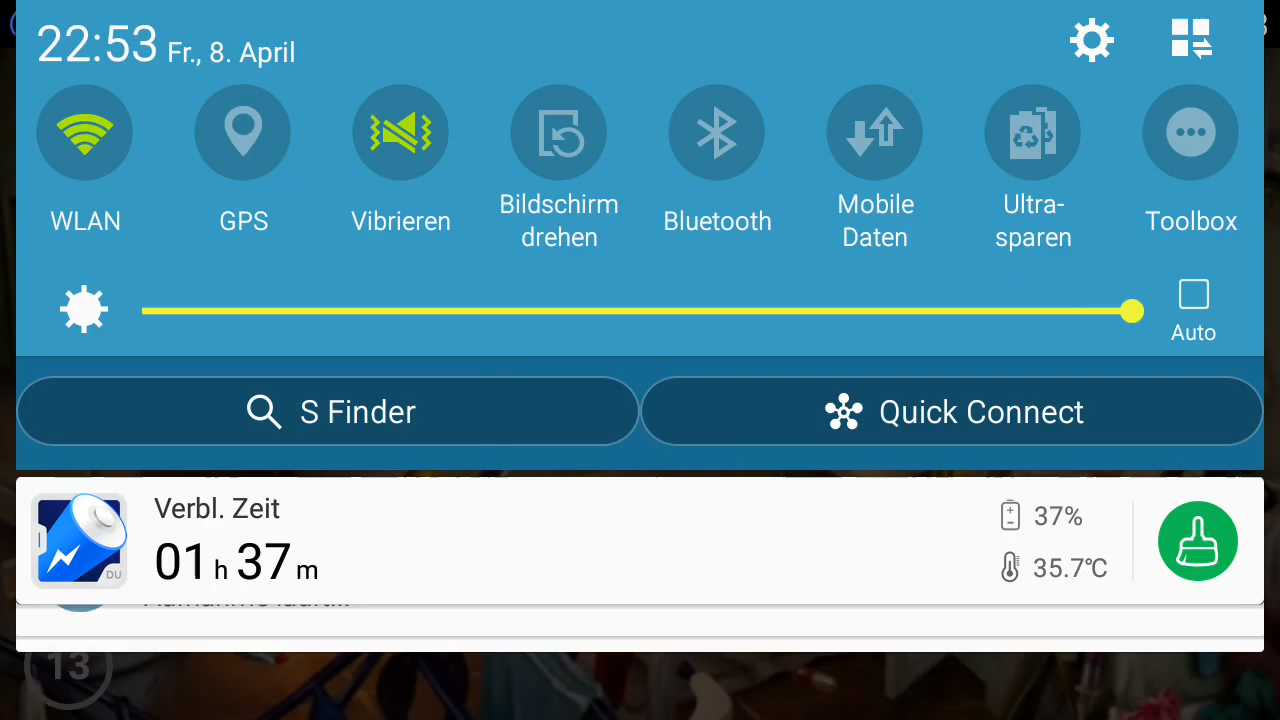 22:53 Fr., 8. April
WLAN
GPS
Vibrieren
Bildschirm
drehen
Bluetooth
Mobile
Daten
Ultra-
sparen
Toolbox
Auto
S Finder
Quick Connect
Verbl. Zeit
01 h 37 m
37%
35.7°C
DU
13